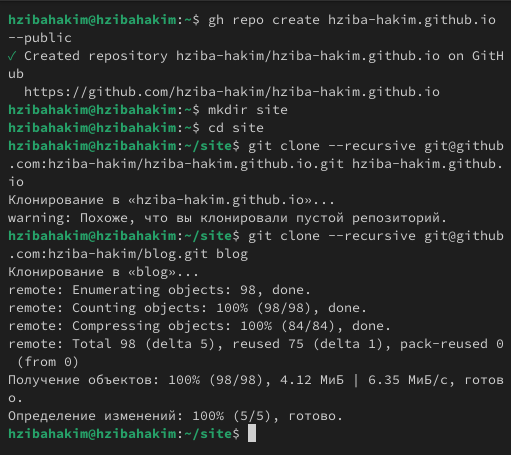 hzibahakim@hzibahakim:~$ gh repo create hziba-hakim.github.io
--public
✓ Created repository hziba-hakim/hziba-hakim.github.io on GitH
ub
  https://github.com/hziba-hakim/hziba-hakim.github.io
hzibahakim@hzibahakim:~$ mkdir site
hzibahakim@hzibahakim:~$ cd site
hzibahakim@hzibahakim:~/site$ git clone --recursive git@github
.com:hziba-hakim/hziba-hakim.github.io.git hziba-hakim.github.
io
Клонирование в «hziba-hakim.github.io»...
warning: Похоже, что вы клонировали пустой репозиторий.
hzibahakim@hzibahakim:~/site$ git clone --recursive git@github
.com:hziba-hakim/blog.git blog
Клонирование в «blog»...
remote: Enumerating objects: 98, done.
remote: Counting objects: 100% (98/98), done.
remote: Compressing objects: 100% (84/84), done.
remote: Total 98 (delta 5), reused 75 (delta 1), pack-reused 0
 (from 0)
Получение объектов: 100% (98/98), 4.12 МиБ | 6.35 МиБ/с, готов
о.
Определение изменений: 100% (5/5), готово.
hzibahakim@hzibahakim:~/site$